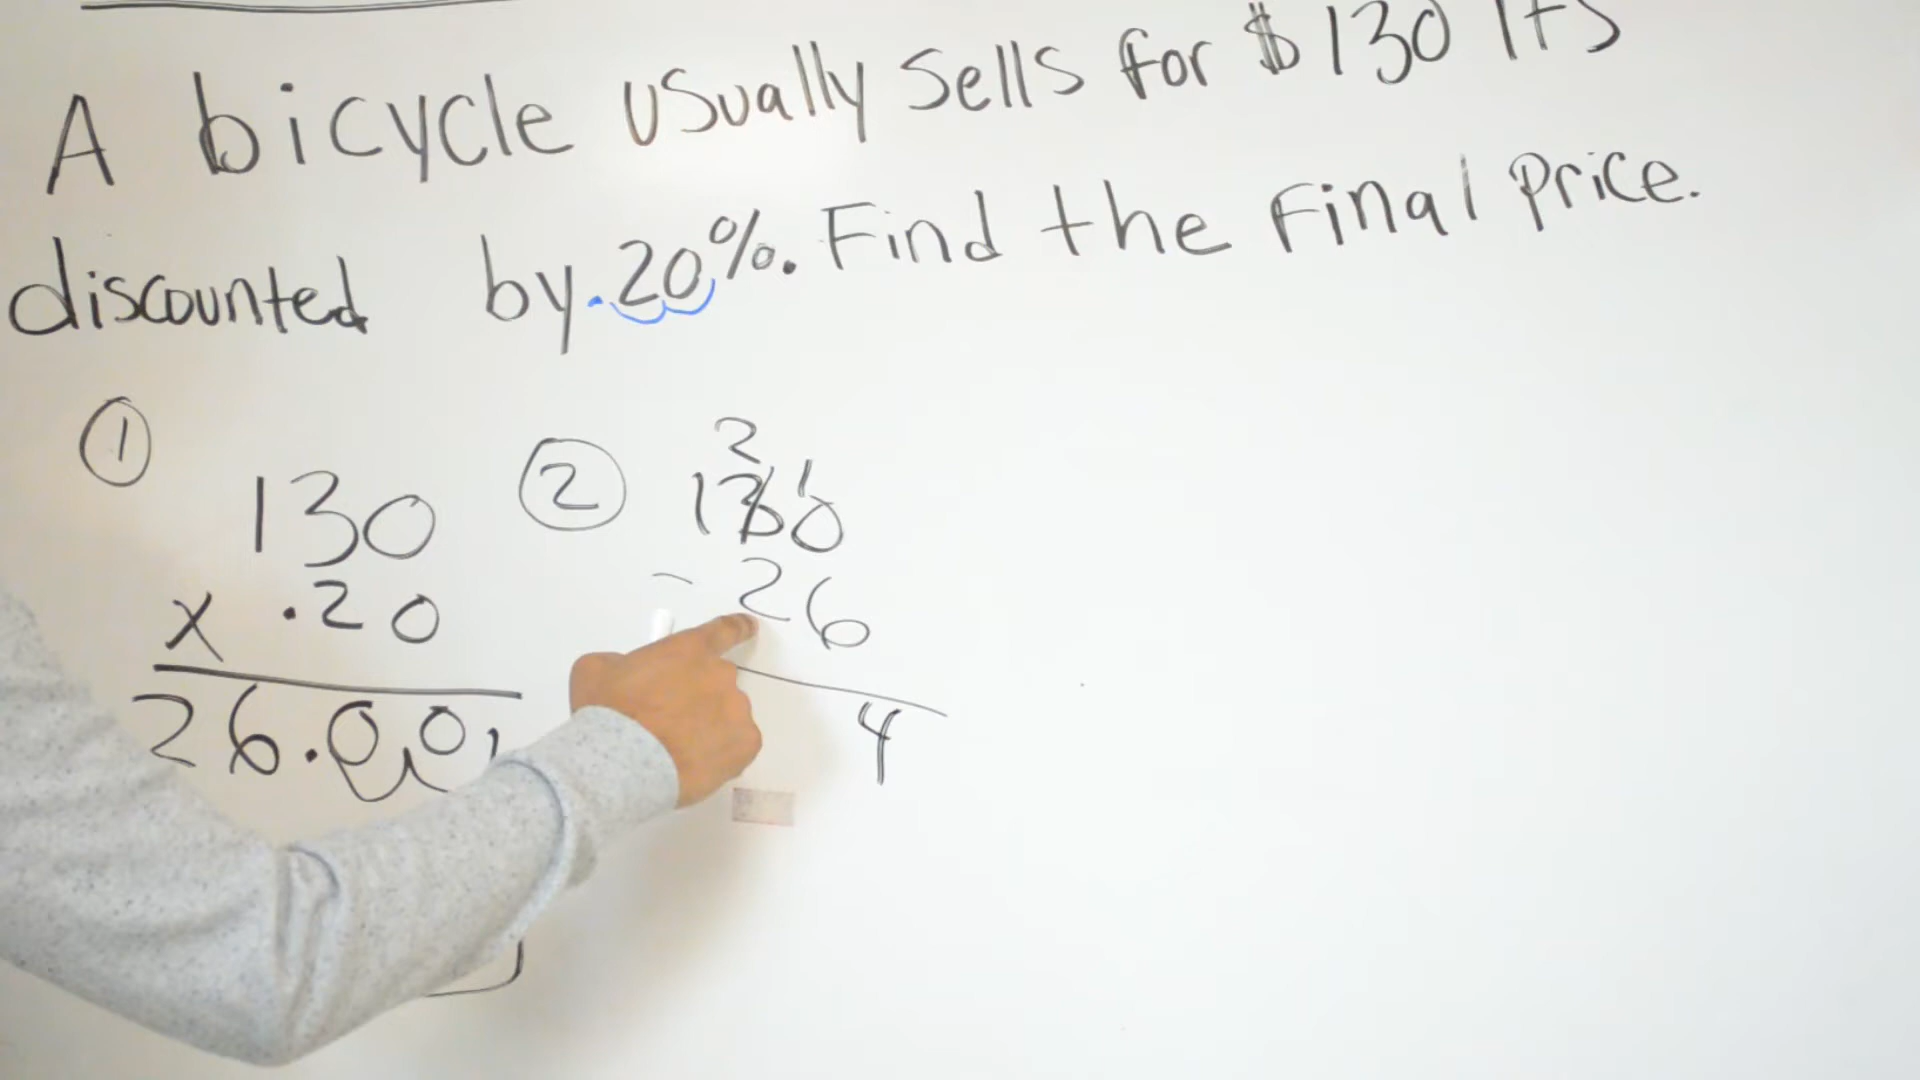 A bicycle usually sells for $130 Its
discounted by .20%. Find the Final price.
①
130
x .20
26.00
②
2
130
- 26
4